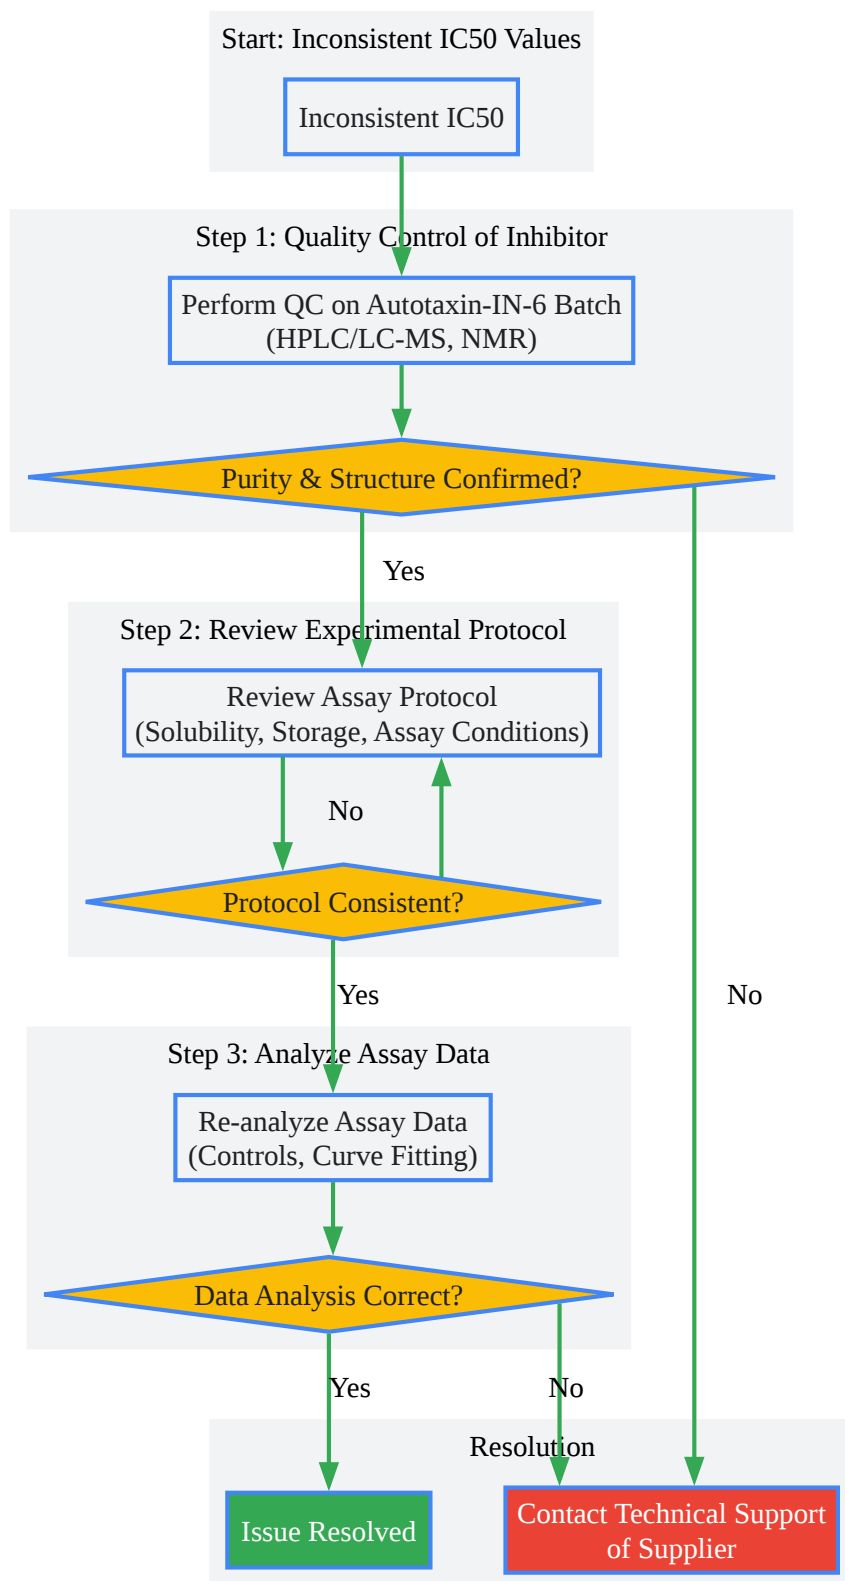 Start: Inconsistent IC50 Values
Inconsistent IC50
Step 1: Quality Control of Inhibitor
Perform QC on Autotaxin-IN-6 Batch
(HPLC/LC-MS, NMR)
Purity & Structure Confirmed?
Yes
Step 2: Review Experimental Protocol
Review Assay Protocol
(Solubility, Storage, Assay Conditions)
No
Protocol Consistent?
Yes
No
Step 3: Analyze Assay Data
Re-analyze Assay Data
(Controls, Curve Fitting)
Data Analysis Correct?
Yes
No
Resolution
Issue Resolved
Contact Technical Support
of Supplier